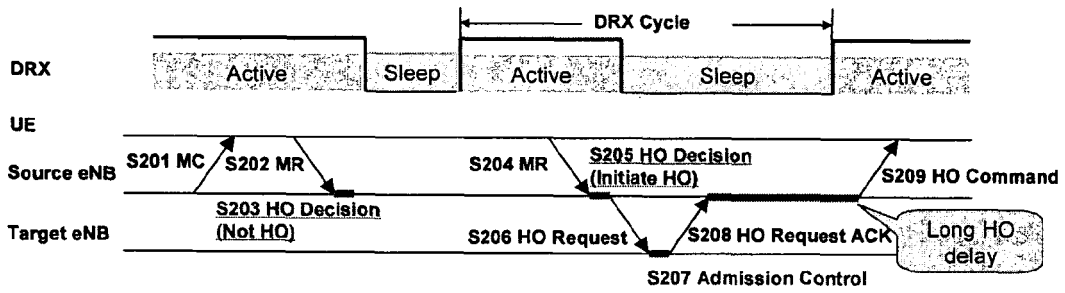 DRX Cycle
DRX
Active
Sleep
Active
Sleep
Active
UE
S201 MC
S202 MR
S204 MR
S205 HO Decision
(Initiate HO)
Source eNB
S209 HO Command
S203 HO Decision
(Not HO)
Target eNB
S206 HO Request
S208 HO Request ACK
Long HO
delay
S207 Admission Control